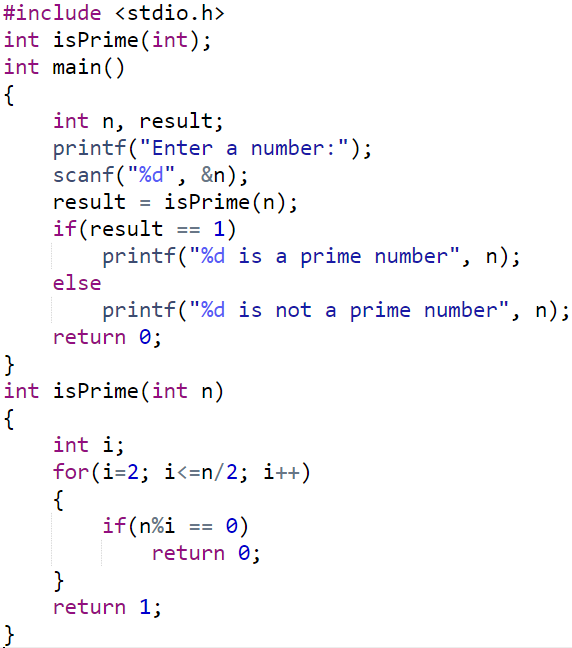 #include <stdio.h>
int isPrime(int);
int main()
{
    int n, result;
    printf("Enter a number:");
    scanf("%d", &n);
    result = isPrime(n);
    if(result == 1)
        printf("%d is a prime number", n);
    else
        printf("%d is not a prime number", n);
    return 0;
}
int isPrime(int n)
{
    int i;
    for(i=2; i<=n/2; i++)
    {
        if(n%i == 0)
            return 0;
    }
    return 1;
}